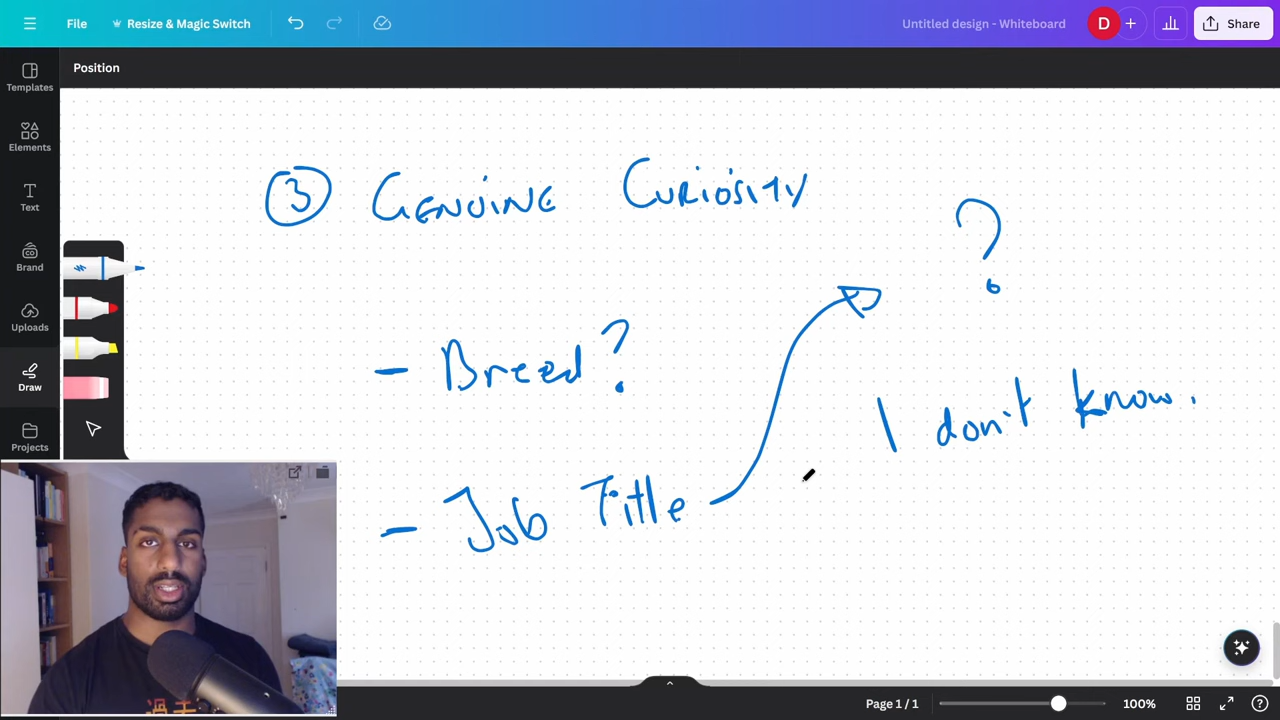 File
Resize & Magic Switch
Untitled design - Whiteboard
D
+
Share
Position
Templates
Elements
Text
Brand
Uploads
Draw
Projects
3 GENUINE CURIOSITY
?
- Breed?
I don't know.
- Job Title
Page 1 / 1
100%